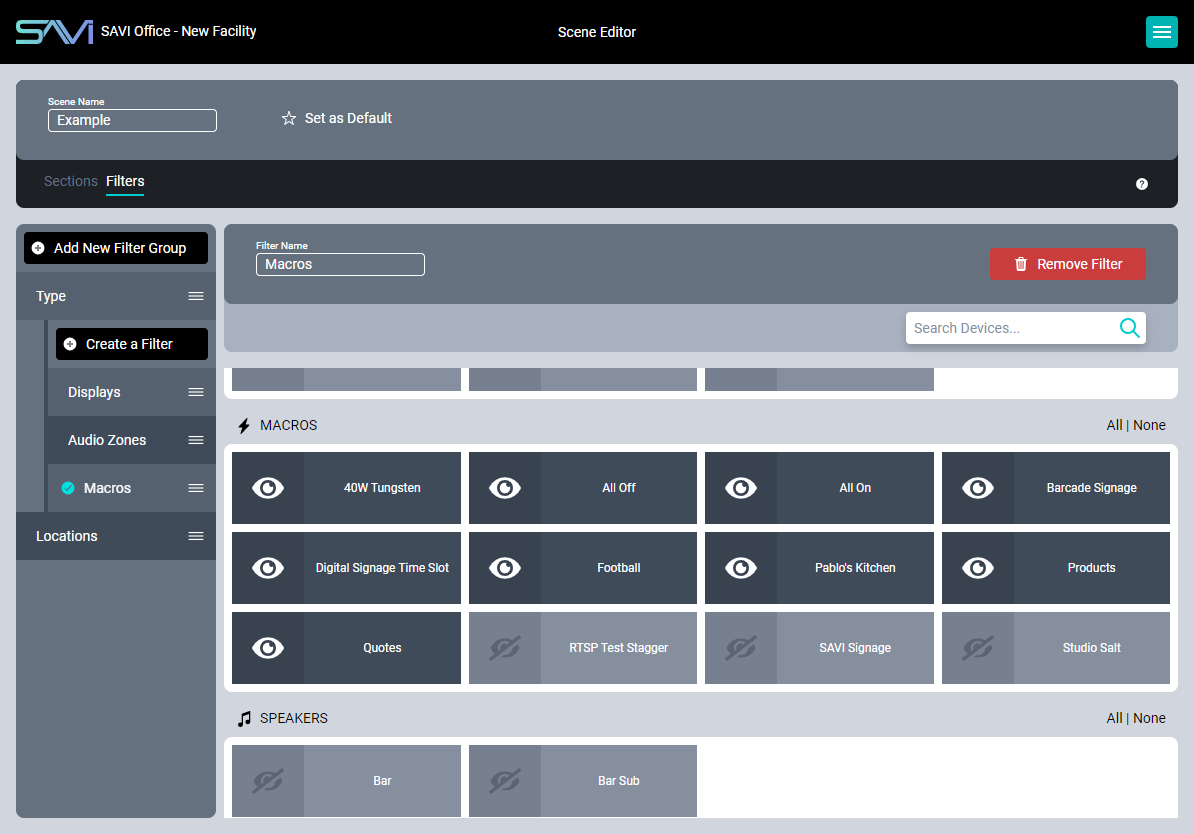 SAVI SAVI Office - New Facility
Scene Editor
Scene Name
Example
Set as Default
Sections Filters
?
Add New Filter Group
Type
Create a Filter
Displays
Audio Zones
Macros
Locations
Filter Name
Macros
Remove Filter
Search Devices...
MACROS
All | None
40W Tungsten
All Off
All On
Barcade Signage
Digital Signage Time Slot
Football
Pablo's Kitchen
Products
Quotes
RTSP Test Stagger
SAVI Signage
Studio Salt
SPEAKERS
All | None
Bar
Bar Sub